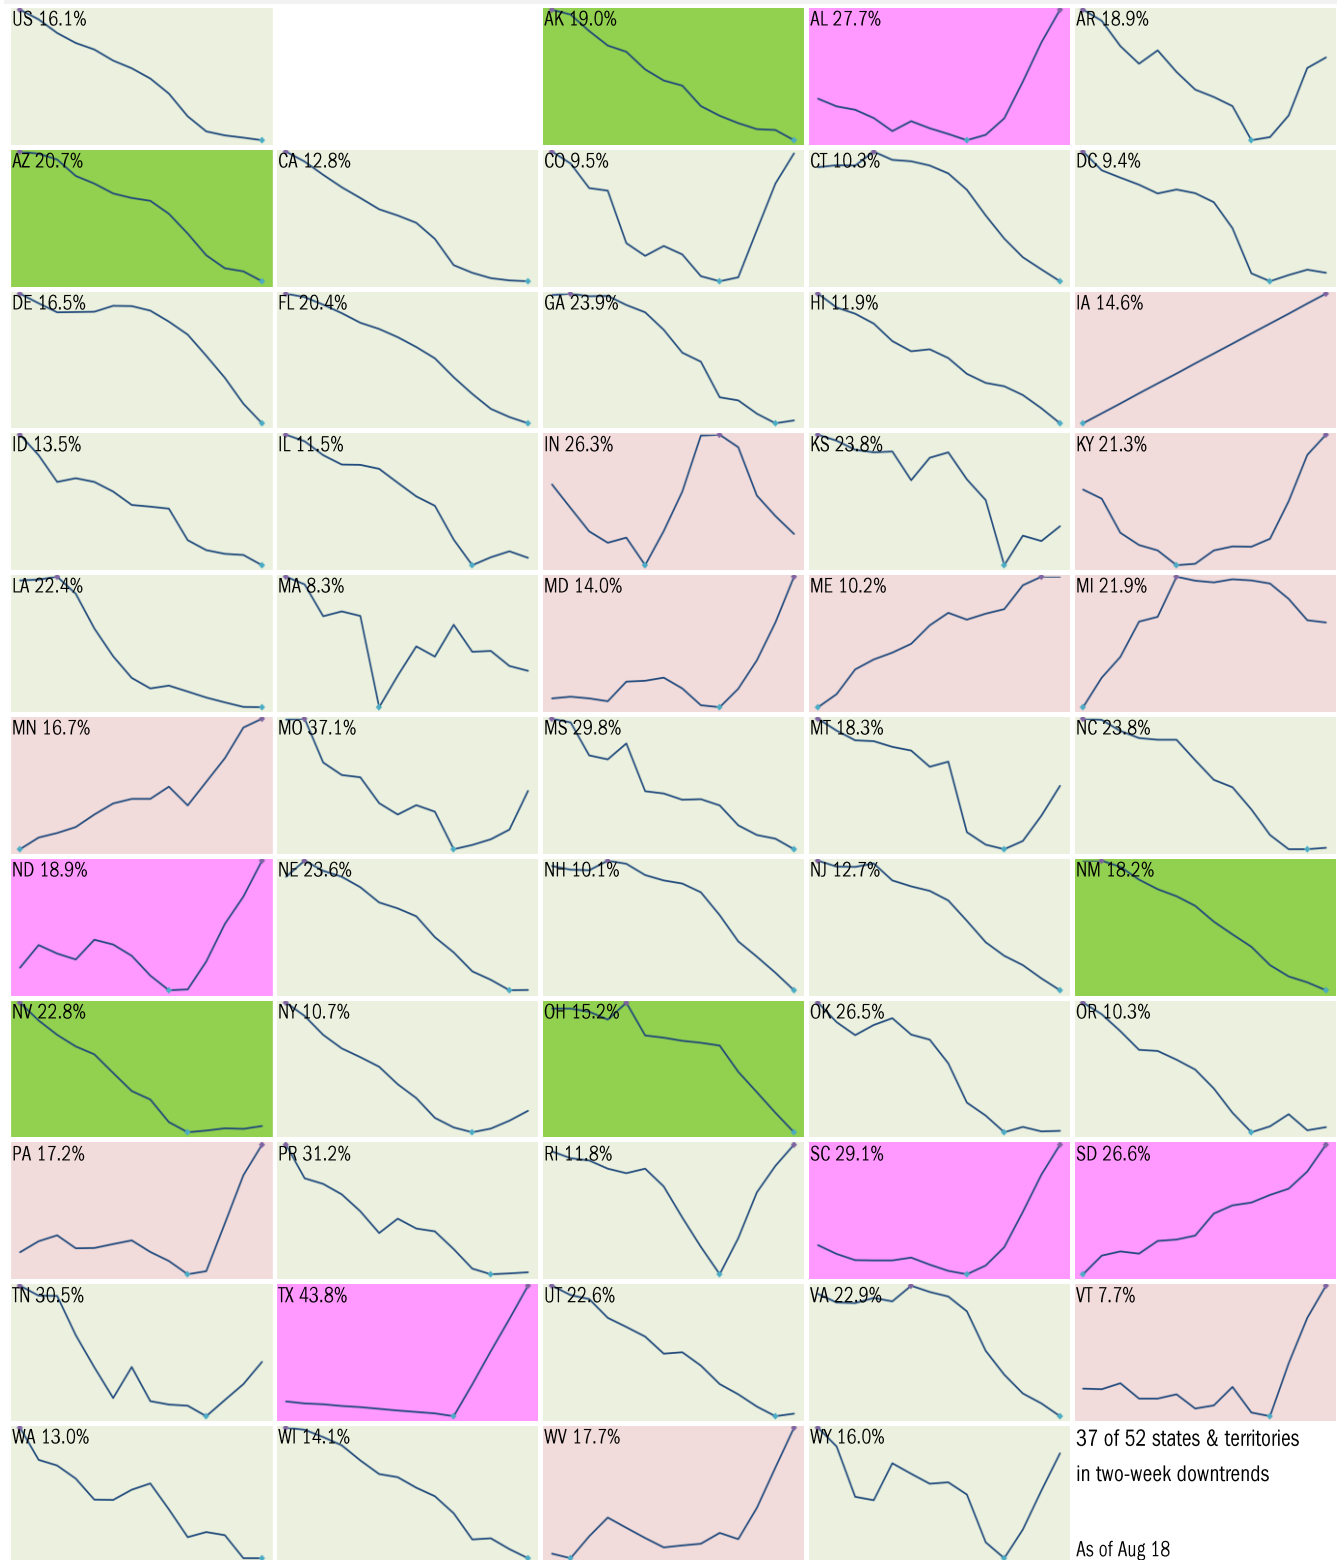 US 16.1%
AK 19.0%
AL 27.7%
AR 18.9%
AZ 20.7%
CA 12.8%
CO 9.5%
CT 10.3%
DC 9.4%
DE 16.5%
FL 20.4%
GA 23.9%
HI 11.9%
IA 14.6%
ID 13.5%
IL 11.5%
IN 26.3%
KS 23.8%
KY 21.3%
LA 22.4%
MA 8.3%
MD 14.0%
ME 10.2%
MI 21.9%
MN 16.7%
MO 37.1%
MS 29.8%
MT 18.3%
NC 23.8%
ND 18.9%
NE 23.6%
NH 10.1%
NJ 12.7%
NM 18.2%
NV 22.8%
NY 10.7%
OH 15.2%
OK 26.5%
OR 10.3%
PA 17.2%
PR 31.2%
RI 11.8%
SC 29.1%
SD 26.6%
TN 30.5%
TX 43.8%
UT 22.6%
VA 22.9%
VT 7.7%
WA 13.0%
WI 14.1%
WV 17.7%
WY 16.0%
37 of 52 states & territories
in two-week downtrends
As of Aug 18